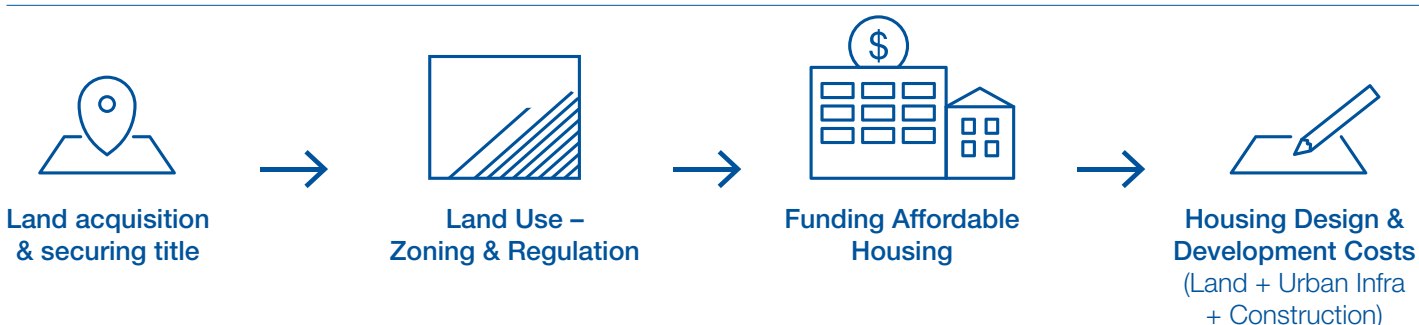 $
Land acquisition
& securing title
Land Use –
Zoning & Regulation
Funding Affordable
Housing
Housing Design &
Development Costs
(Land + Urban Infra
+ Construction)